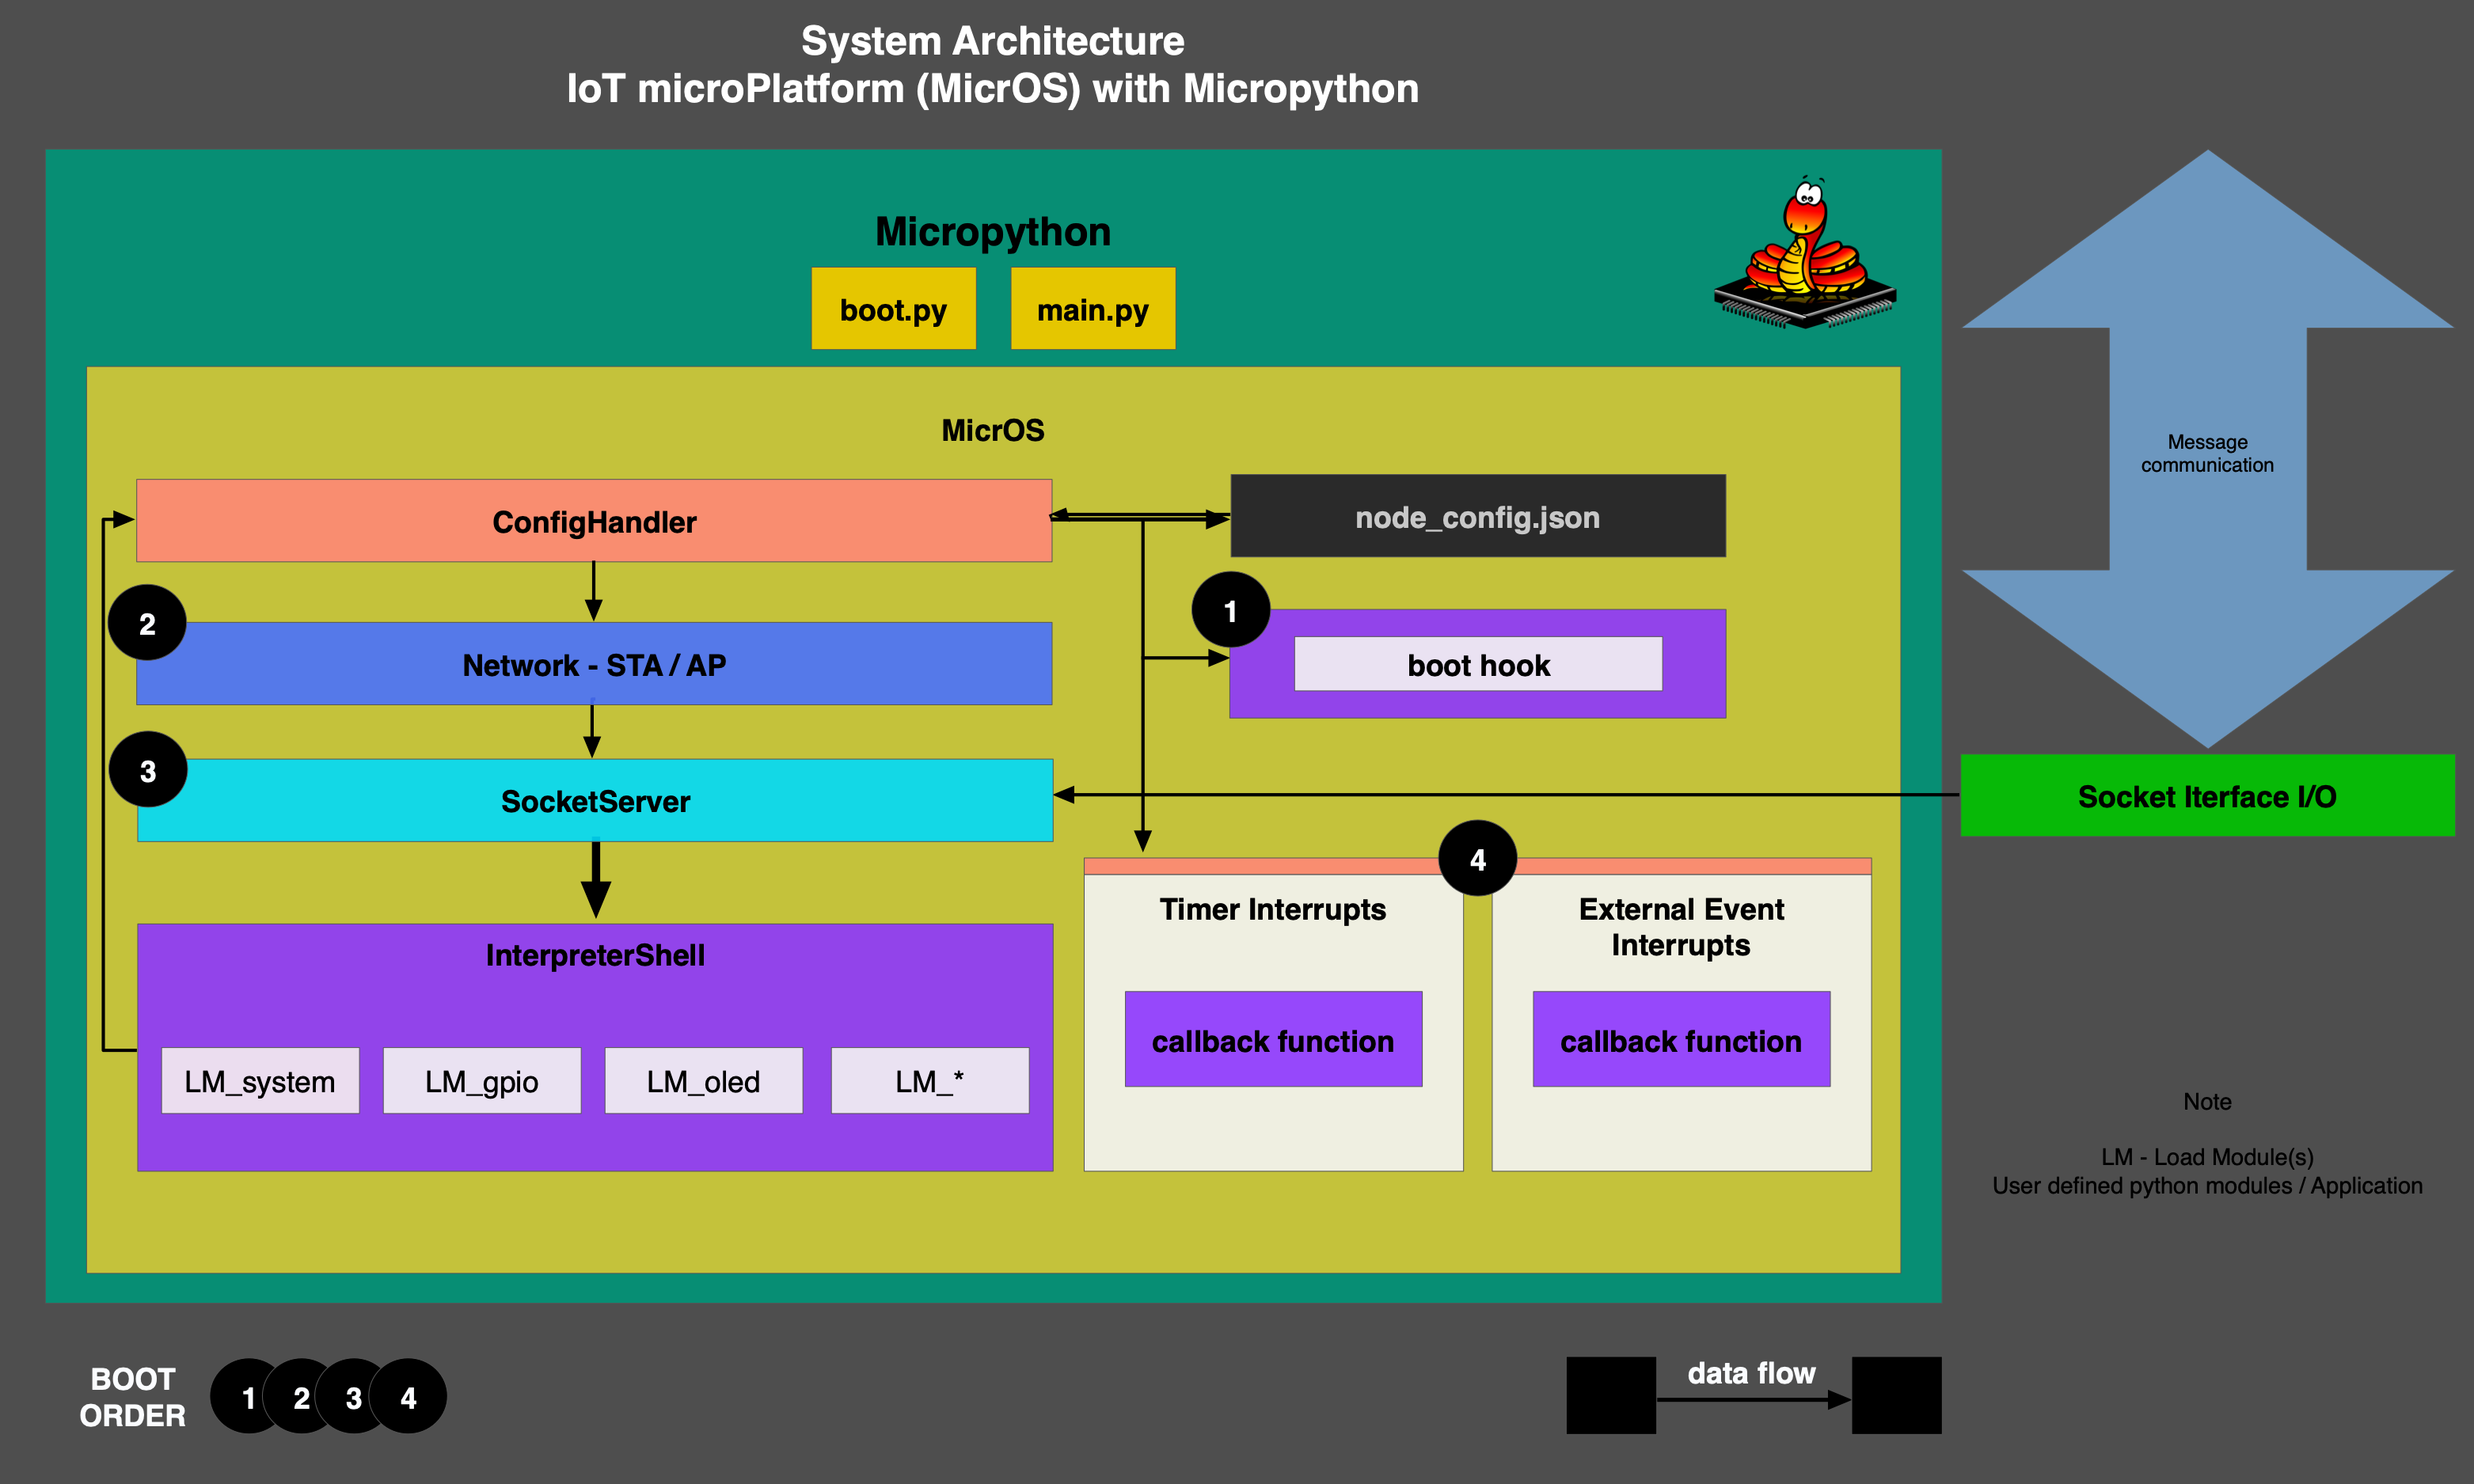 System Architecture
IoT microPlatform (MicrOS) with Micropython
Micropython
boot.py
main.py
MicrOS
ConfigHandler
node_config.json
Message
communication
2
Network - STA / AP
1
boot hook
3
SocketServer
Socket Iterface I/O
4
Timer Interrupts
External Event
Interrupts
callback function
callback function
InterpreterShell
LM_system
LM_gpio
LM_oled
LM_*
Note
LM - Load Module(s)
User defined python modules / Application
BOOT
ORDER
1 2 3 4
data flow